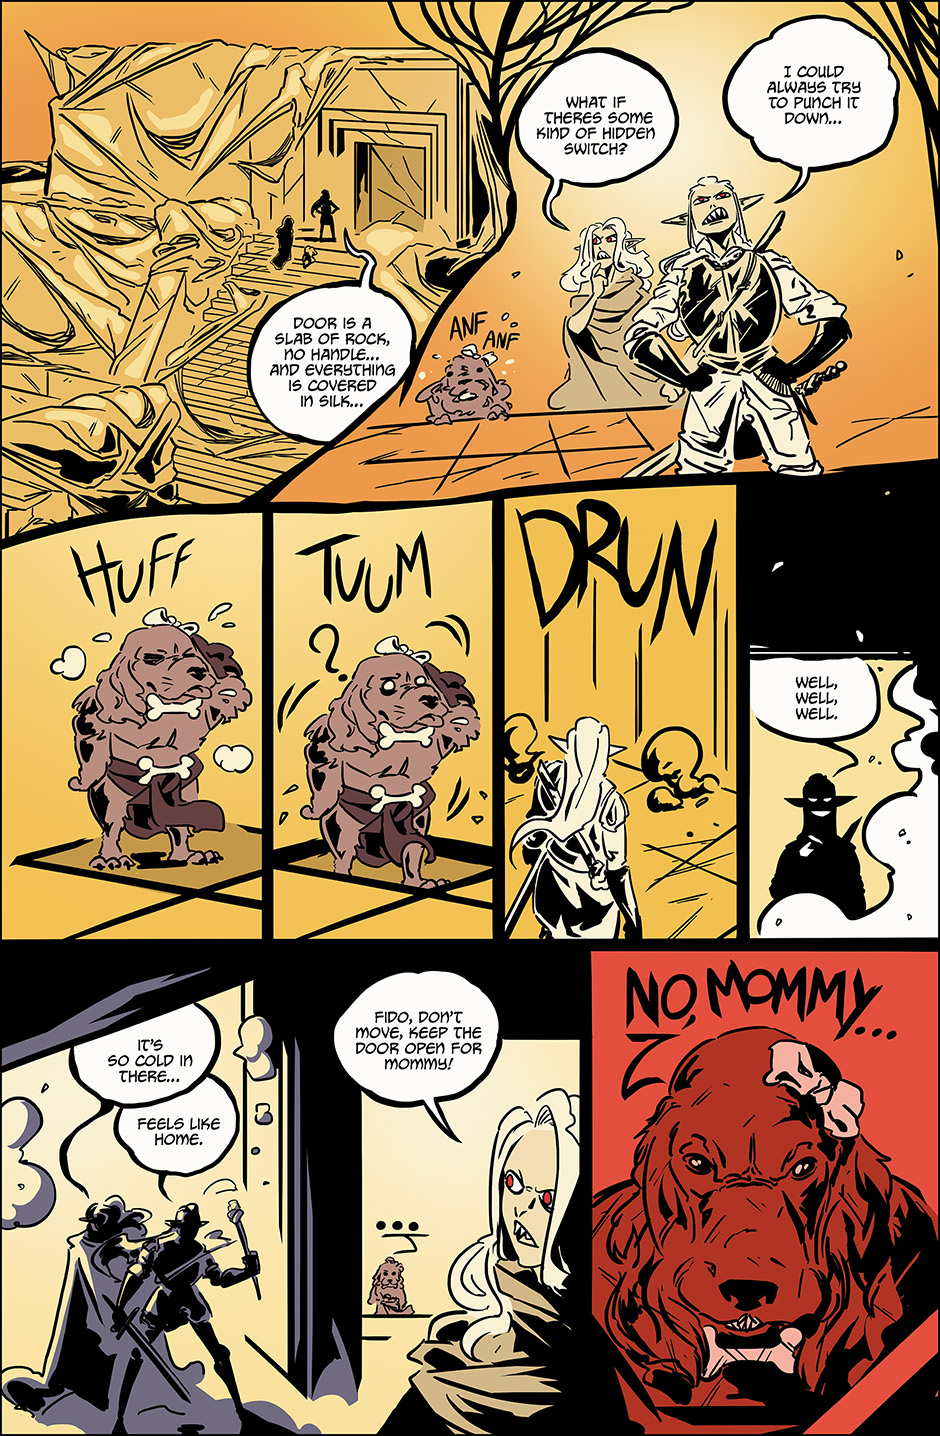 DOOR IS A
SLAB OF ROCK,
NO HANDLE...
AND EVERYTHING
IS COVERED
IN SILK...
WHAT IF
THERES SOME
KIND OF HIDDEN
SWITCH?
I COULD
ALWAYS TRY
TO PUNCH IT
DOWN...
ANF
ANF
HUFF
TUUM
?
DRUN
WELL,
WELL,
WELL.
IT'S
SO COLD IN
THERE...
FEELS LIKE
HOME.
FIDO, DON'T
MOVE, KEEP THE
DOOR OPEN FOR
MOMMY!
...
NO, MOMMY...